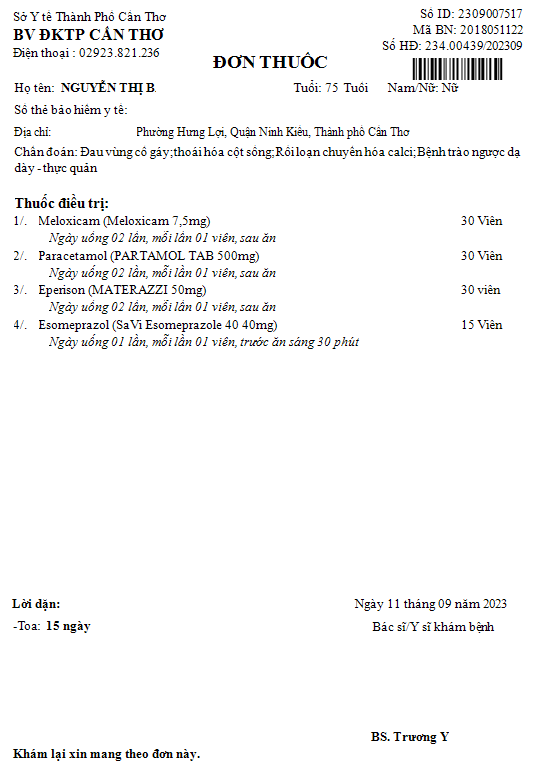 Sở Y tế Thành Phố Cần Thơ
BV ĐKTP CẦN THƠ
Điện thoại : 02923.821.236
Số ID: 2309007517
Mã BN: 2018051122
Số HĐ: 234.00439/202309
ĐƠN THUỐC
Họ tên: NGUYỄN THỊ B. Tuổi: 75 Tuổi Nam/Nữ: Nữ
Số thẻ bảo hiểm y tế:
Địa chỉ: Phường Hưng Lợi, Quận Ninh Kiều, Thành phố Cần Thơ
Chẩn đoán: Đau vùng cổ gáy;thoái hóa cột sống;Rối loạn chuyển hóa calci;Bệnh trào ngược dạ
dày - thực quản
Thuốc điều trị:
1/. Meloxicam (Meloxicam 7,5mg) 30 Viên
Ngày uống 02 lần, mỗi lần 01 viên, sau ăn
2/. Paracetamol (PARTAMOL TAB 500mg) 30 Viên
Ngày uống 02 lần, mỗi lần 01 viên, sau ăn
3/. Eperison (MATERAZZI 50mg) 30 viên
Ngày uống 02 lần, mỗi lần 01 viên, sau ăn
4/. Esomeprazol (SaVi Esomeprazole 40 40mg) 15 Viên
Ngày uống 01 lần, mỗi lần 01 viên, trước ăn sáng 30 phút
Lời dặn: Ngày 11 tháng 09 năm 2023
-Toa: 15 ngày Bác sĩ/Y sĩ khám bệnh
BS. Trương Y
Khám lại xin mang theo đơn này.